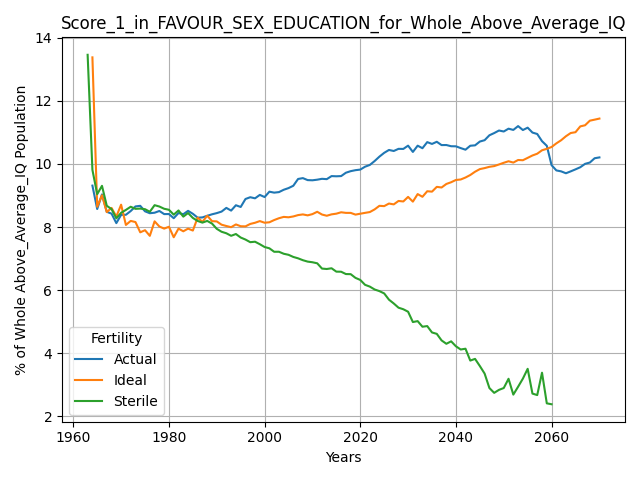 Score_1_in_FAVOUR_SEX_EDUCATION_for_Whole_Above_Average_IQ
% of Whole Above_Average_IQ Population
14
12
10
8
6
4
2
Fertility
Actual
Ideal
Sterile
1960 1980 2000 2020 2040 2060
Years